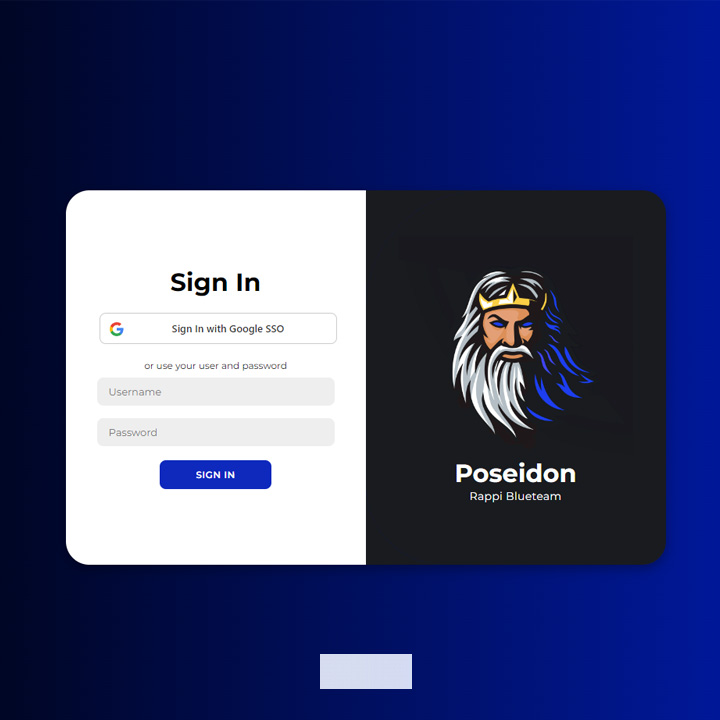 Sign In
Sign In with Google SSO
or use your user and password
Username
Password
SIGN IN
Poseidon
Rappi Blueteam